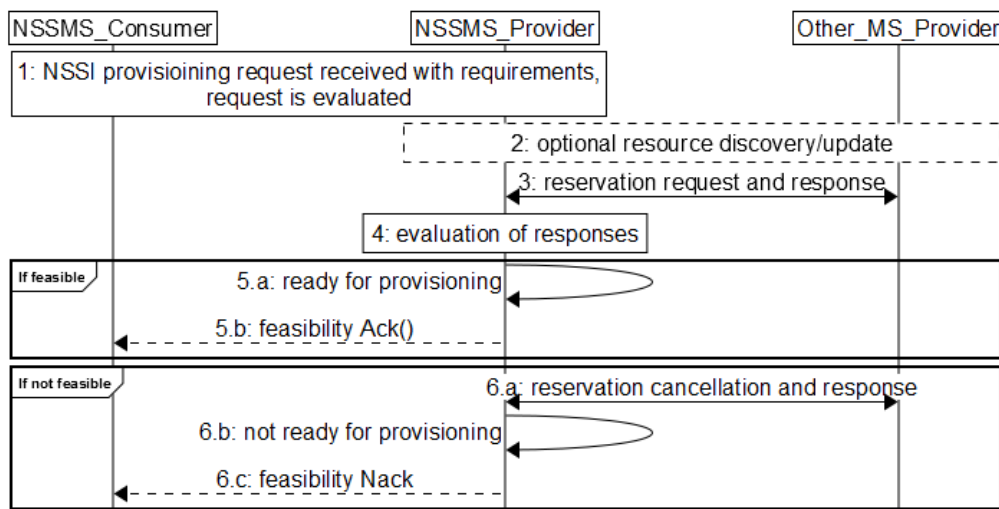 NSSMS_Consumer
NSSMS_Provider
Other_MS_Provider
1: NSSI provisioining request received with requirements,
request is evaluated
2: optional resource discovery/update
3: reservation request and response
4: evaluation of responses
If feasible
5.a: ready for provisioning
5.b: feasibility Ack()
If not feasible
6.a: reservation cancellation and response
6.b: not ready for provisioning
6.c: feasibility Nack